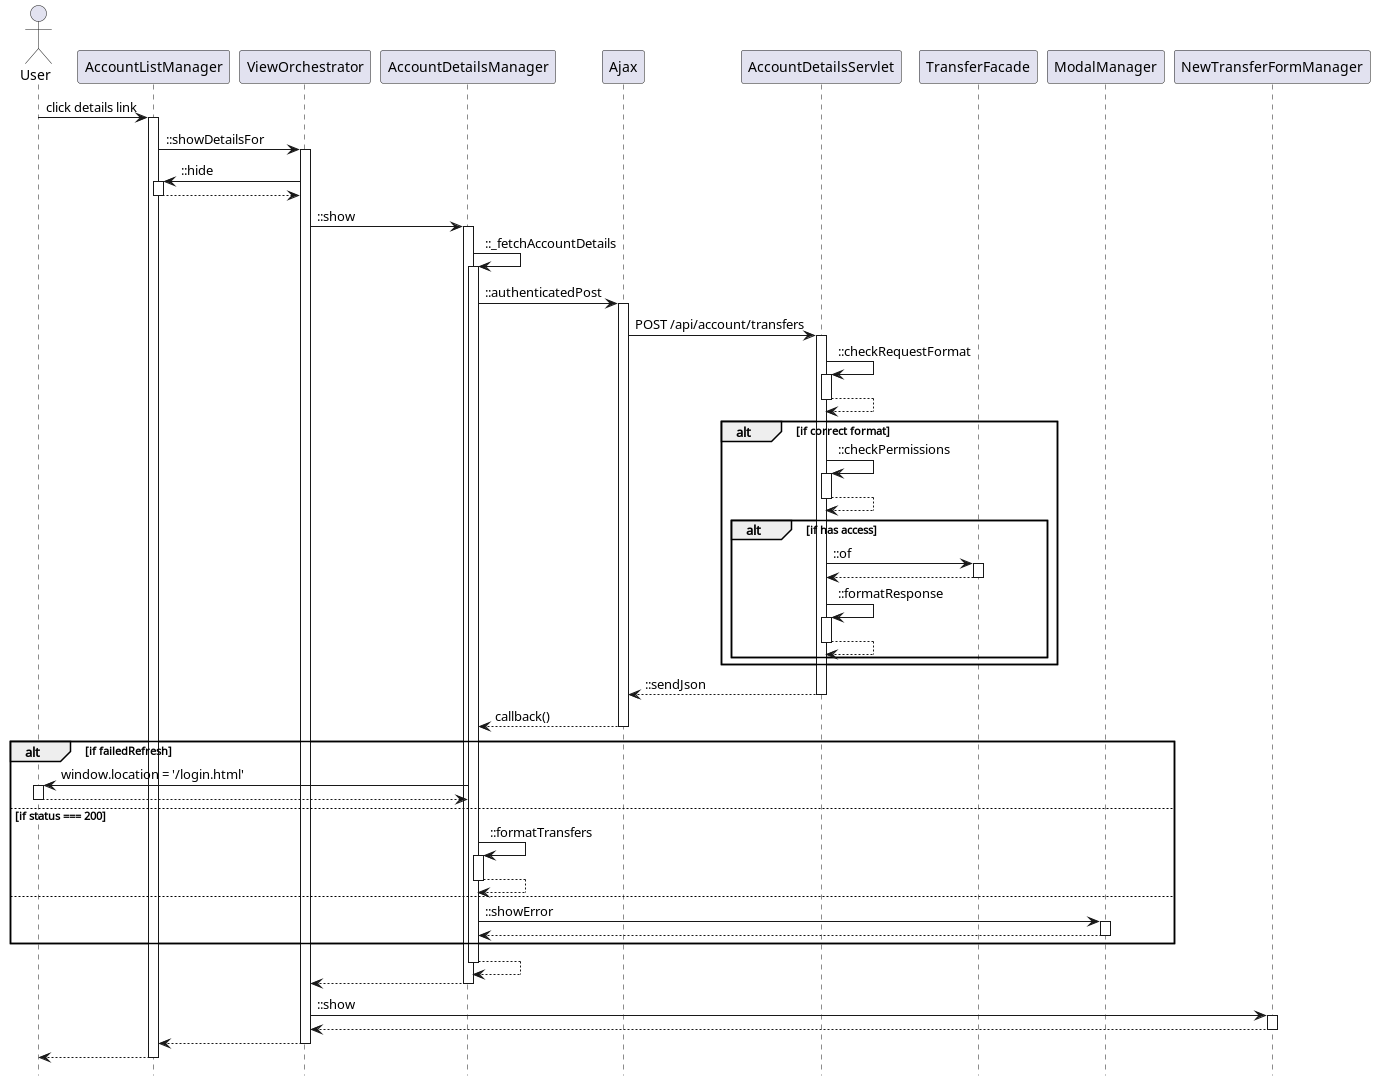 User
AccountListManager
ViewOrchestrator
AccountDetailsManager
Ajax
AccountDetailsServlet
TransferFacade
ModalManager
NewTransferFormManager
click details link
::showDetailsFor
::hide
::show
::_fetchAccountDetails
::authenticatedPost
POST /api/account/transfers
::checkRequestFormat
alt [if correct format]
::checkPermissions
alt [if has access]
::of
::formatResponse
::sendJson
callback()
alt [if failedRefresh]
window.location = '/login.html'
[if status === 200]
::formatTransfers
::showError
::show